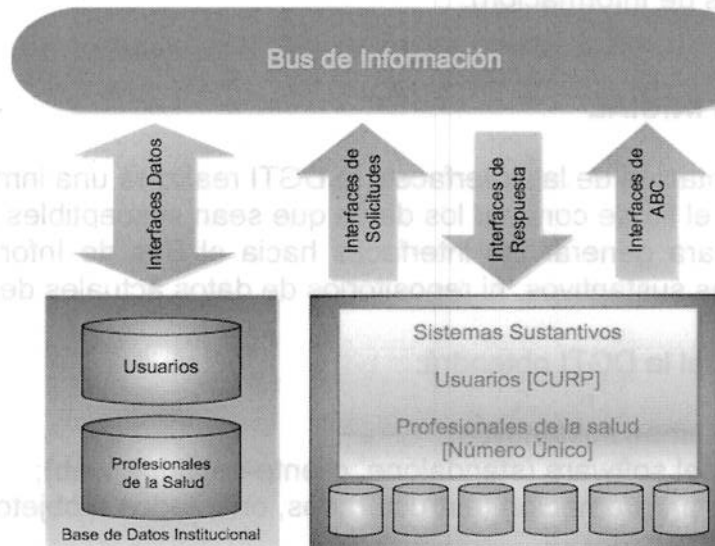 Bus de Información
Interfaces Datos
Interfaces de
Solicitudes
Interfaces de
Respuesta
Interfaces de
ABC
Usuarios
Profesionales
de la Salud
Base de Datos Institucional
Sistemas Sustantivos
Usuarios [CURP]
Profesionales de la salud
[Número Único]